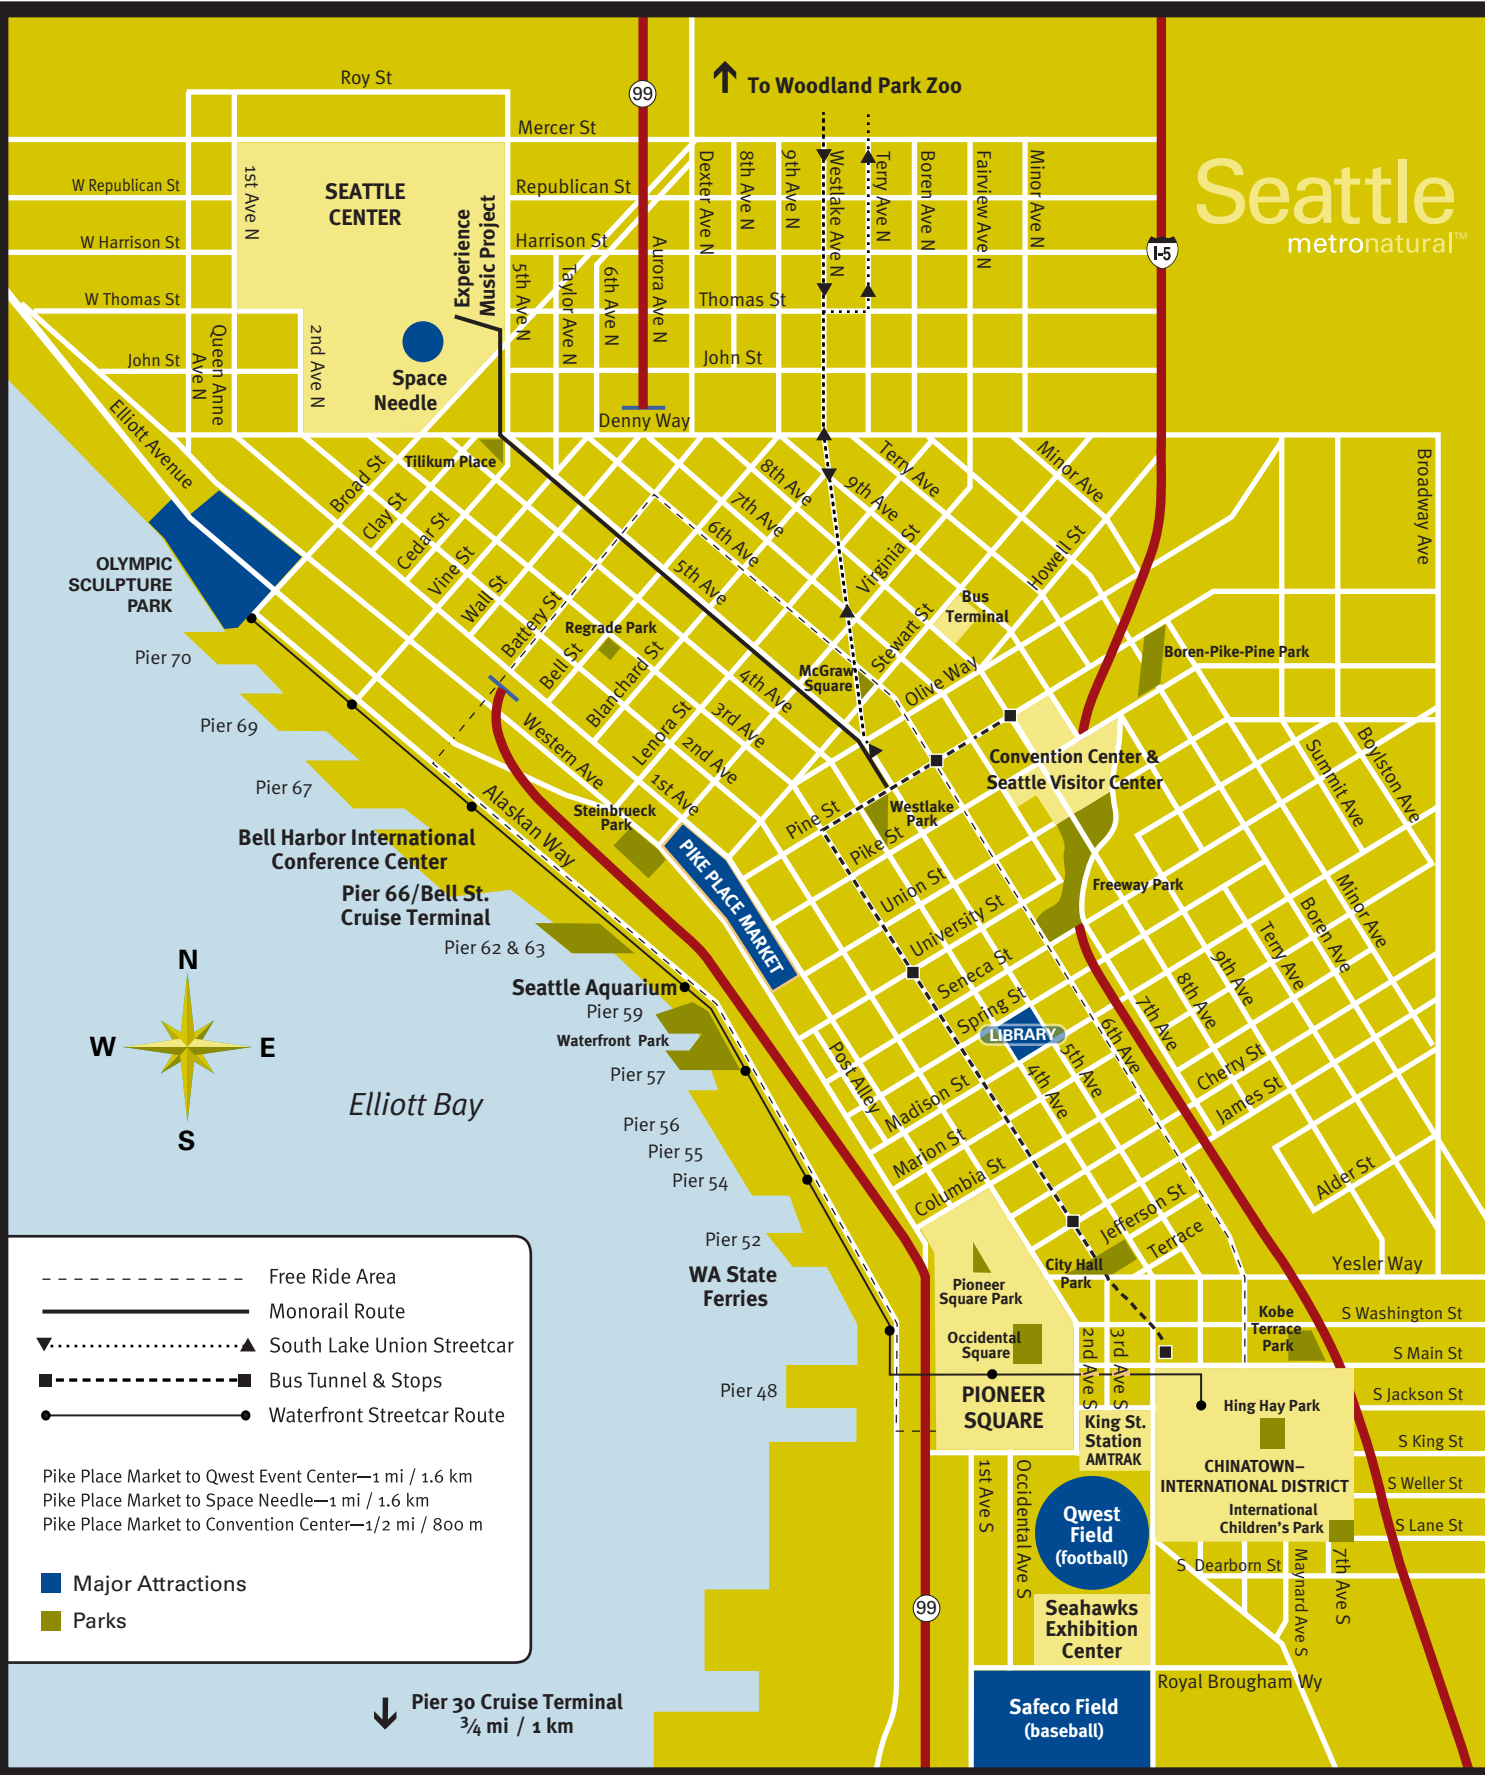 Roy St
99
To Woodland Park Zoo
Mercer St
Seattle
metronatural™
W Republican St
1st Ave N
SEATTLE
CENTER
Experience
Music Project
Republican St
Dexter Ave N
8th Ave N
9th Ave N
Westlake Ave N
Terry Ave N
Boren Ave N
Fairview Ave N
Minor Ave N
W Harrison St
Harrison St
I-5
5th Ave N
Taylor Ave N
6th Ave N
Aurora Ave N
W Thomas St
Thomas St
John St
Queen Anne
Ave N
2nd Ave N
Space
Needle
John St
Denny Way
Elliott Avenue
Broad St
Tilikum Place
Clay St
Cedar St
Vine St
Wall St
Battery St
Bell St
Blanchard St
Lenora St
8th Ave
7th Ave
6th Ave
5th Ave
4th Ave
3rd Ave
2nd Ave
1st Ave
Western Ave
9th Ave
Terry Ave
Minor Ave
Virginia St
Stewart St
Howell St
Olive Way
Broadway Ave
Bus
Terminal
OLYMPIC
SCULPTURE
PARK
Regrade Park
McGraw
Square
Boren-Pike-Pine Park
Pier 70
Pier 69
Pier 67
Alaskan Way
Convention Center &
Seattle Visitor Center
Summit Ave
Boylston Ave
Steinbrueck
Park
Pine St
Westlake
Park
Pike St
Bell Harbor International
Conference Center
PIKE PLACE MARKET
Union St
Freeway Park
Pier 66/Bell St.
Cruise Terminal
University St
Minor Ave
Boren Ave
Terry Ave
9th Ave
8th Ave
7th Ave
6th Ave
5th Ave
4th Ave
Pier 62 & 63
Seneca St
Spring St
LIBRARY
Seattle Aquarium
Pier 59
Waterfront Park
Pier 57
Post Alley
Madison St
Cherry St
James St
N
W
E
S
Elliott Bay
Pier 56
Pier 55
Pier 54
Marion St
Columbia St
Alder St
Jefferson St
Terrace
Pier 52
WA State
Ferries
City Hall
Park
Yesler Way
Pioneer
Square Park
Kobe
Terrace
Park
S Washington St
Occidental
Square
2nd Ave S
3rd Ave S
S Main St
Pier 48
PIONEER
SQUARE
S Jackson St
Hing Hay Park
King St.
Station
AMTRAK
S King St
CHINATOWN–
INTERNATIONAL DISTRICT
S Weller St
International
Children's Park
S Lane St
1st Ave S
Occidental Ave S
Qwest
Field
(football)
S Dearborn St
Maynard Ave S
7th Ave S
99
Seahawks
Exhibition
Center
Royal Brougham Wy
Safeco Field
(baseball)
Free Ride Area
Monorail Route
South Lake Union Streetcar
Bus Tunnel & Stops
Waterfront Streetcar Route
Pike Place Market to Qwest Event Center—1 mi / 1.6 km
Pike Place Market to Space Needle—1 mi / 1.6 km
Pike Place Market to Convention Center—1/2 mi / 800 m
Major Attractions
Parks
Pier 30 Cruise Terminal
3/4 mi / 1 km